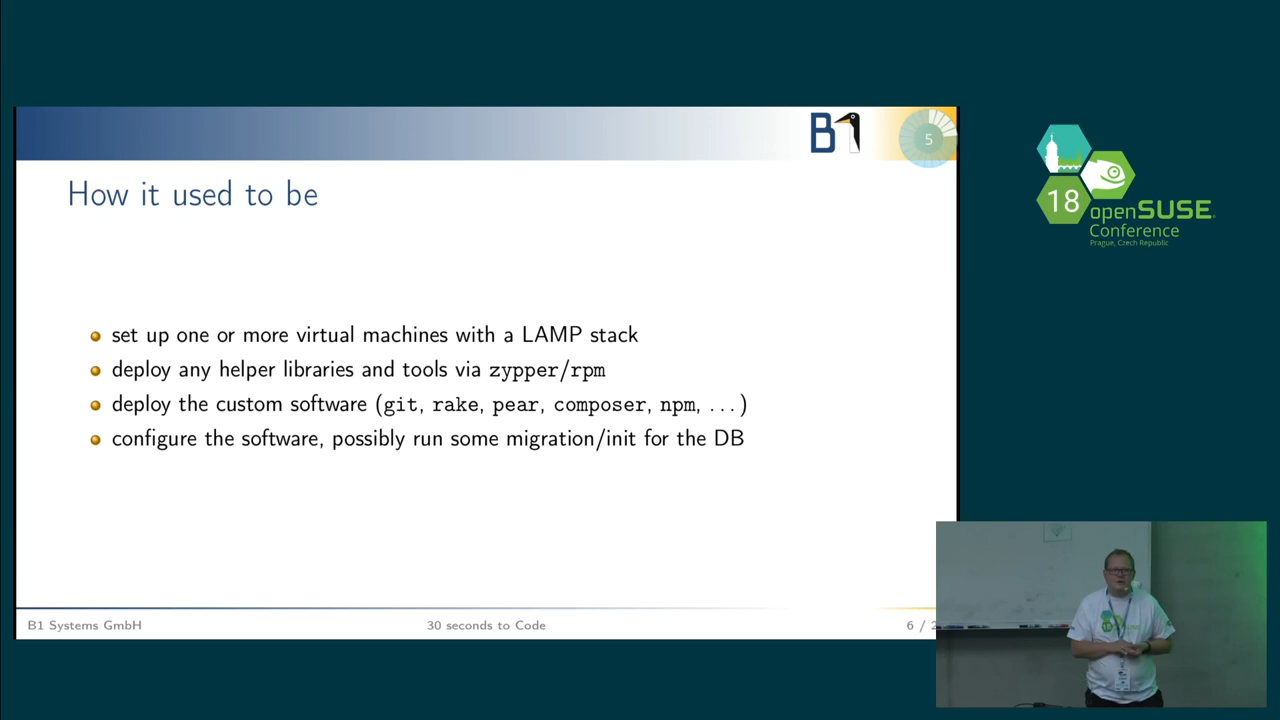 B1
5
How it used to be
set up one or more virtual machines with a LAMP stack
deploy any helper libraries and tools via zypper/rpm
deploy the custom software (git, rake, pear, composer, npm, ...)
configure the software, possibly run some migration/init for the DB
B1 Systems GmbH
30 seconds to Code
6 /
18
openSUSE
Conference
Prague, Czech Republic